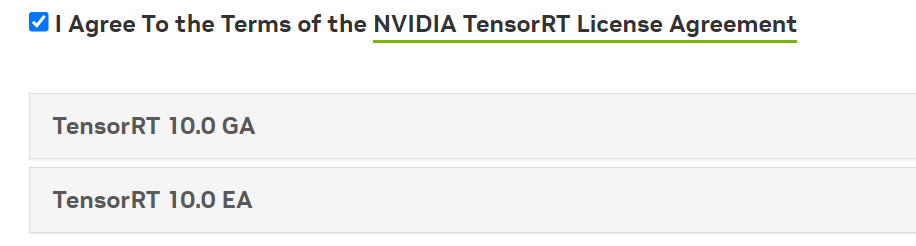 I Agree To the Terms of the NVIDIA TensorRT License Agreement
TensorRT 10.0 GA
TensorRT 10.0 EA